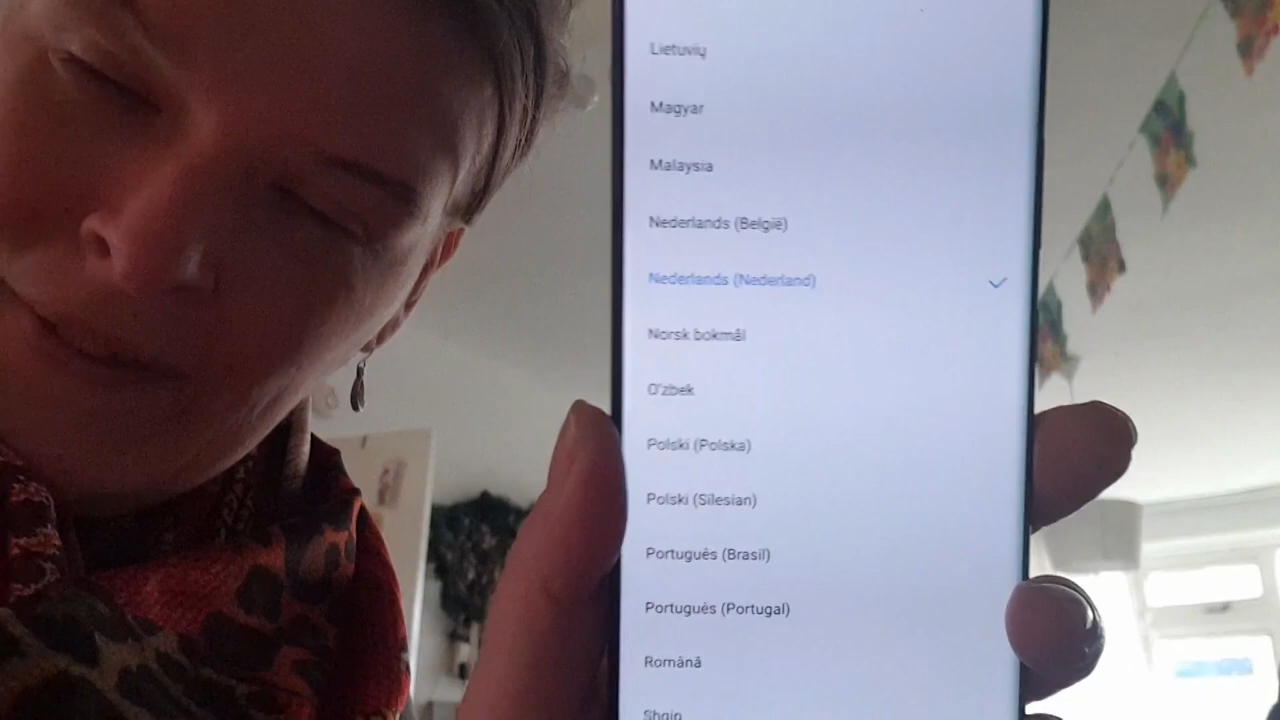 Lietuvių
Magyar
Malaysia
Nederlands (België)
Nederlands (Nederland)
Norsk bokmål
O'zbek
Polski (Polska)
Polski (Silesian)
Português (Brasil)
Português (Portugal)
Română
Shqip